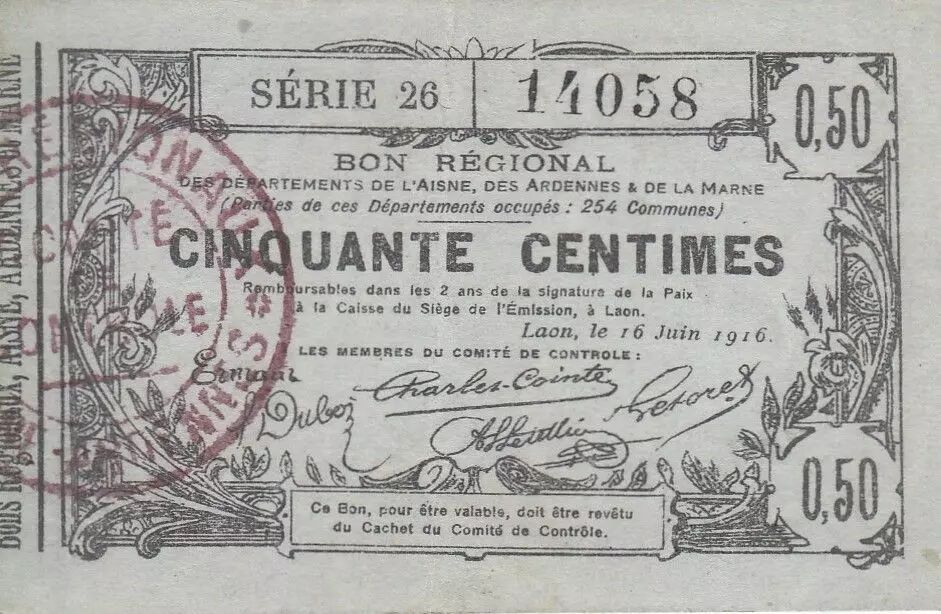 SÉRIE 26
14058
0,50
BON RÉGIONAL
DES DÉPARTEMENTS DE L'AISNE, DES ARDENNES & DE LA MARNE
(Parties de ces Départements occupés : 254 Communes)
CINQUANTE CENTIMES
Remboursables dans les 2 ans de la signature de la Paix
à la Caisse du Siège de l'Émission, à Laon.
Laon, le 16 Juin 1916.
LES MEMBRES DU COMITÉ DE CONTROLE :
Charles-Cointe
0,50
Ce Bon, pour être valable, doit être revêtu
du Cachet du Comité de Contrôle.